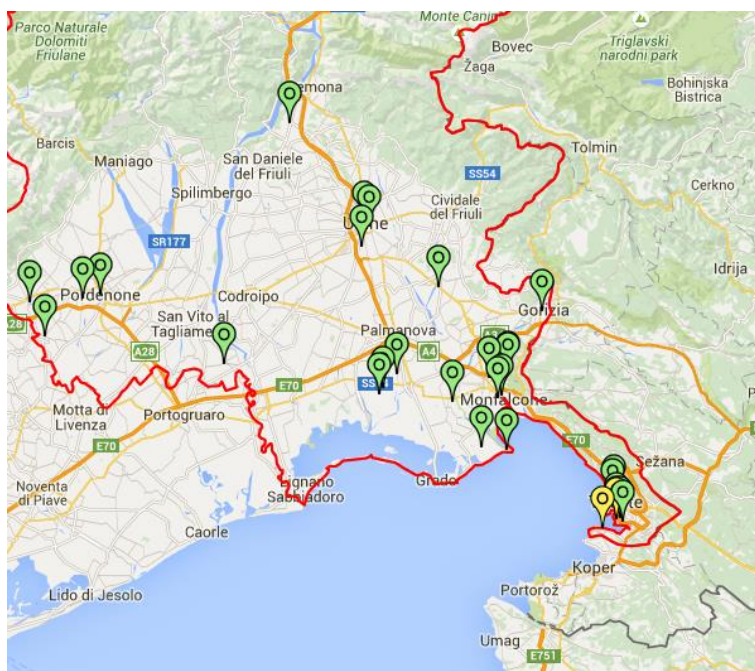 Parco Naturale
Dolomiti
Friulane
Monte Canin
Triglavski
narodni park
Bovec
Žaga
Bohinjska
Bistrica
Barcis
Maniago
San Daniele
del Friuli
Tolmin
SS54
Cerkno
Spilimbergo
Cividale
del Friuli
SR177
Idrija
Pordenone
Codroipo
Gorizia
San Vito al
Palmanova
A28
A4
E70
Motta di
Livenza
Portogruaro
Monfalcone
E70
E70
Sežana
Noventa
di Piave
Lignano
Sabbiadoro
Grado
Caorle
Koper
Lido di Jesolo
Portorož
Umag
E751